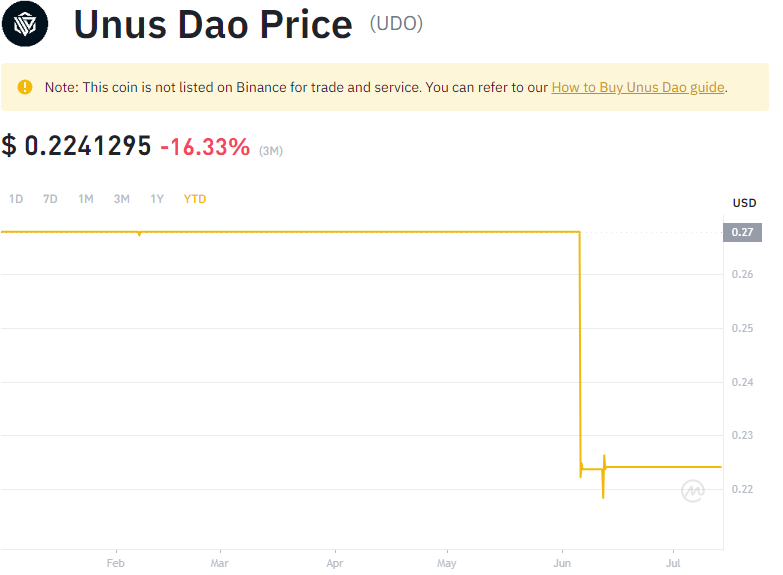 Unus Dao Price (UDO)
Note: This coin is not listed on Binance for trade and service. You can refer to our How to Buy Unus Dao guide.
$ 0.2241295 -16.33% (3M)
1D 7D 1M 3M 1Y YTD
USD
0.27
0.26
0.25
0.24
0.23
0.22
Feb Mar Apr May Jun Jul